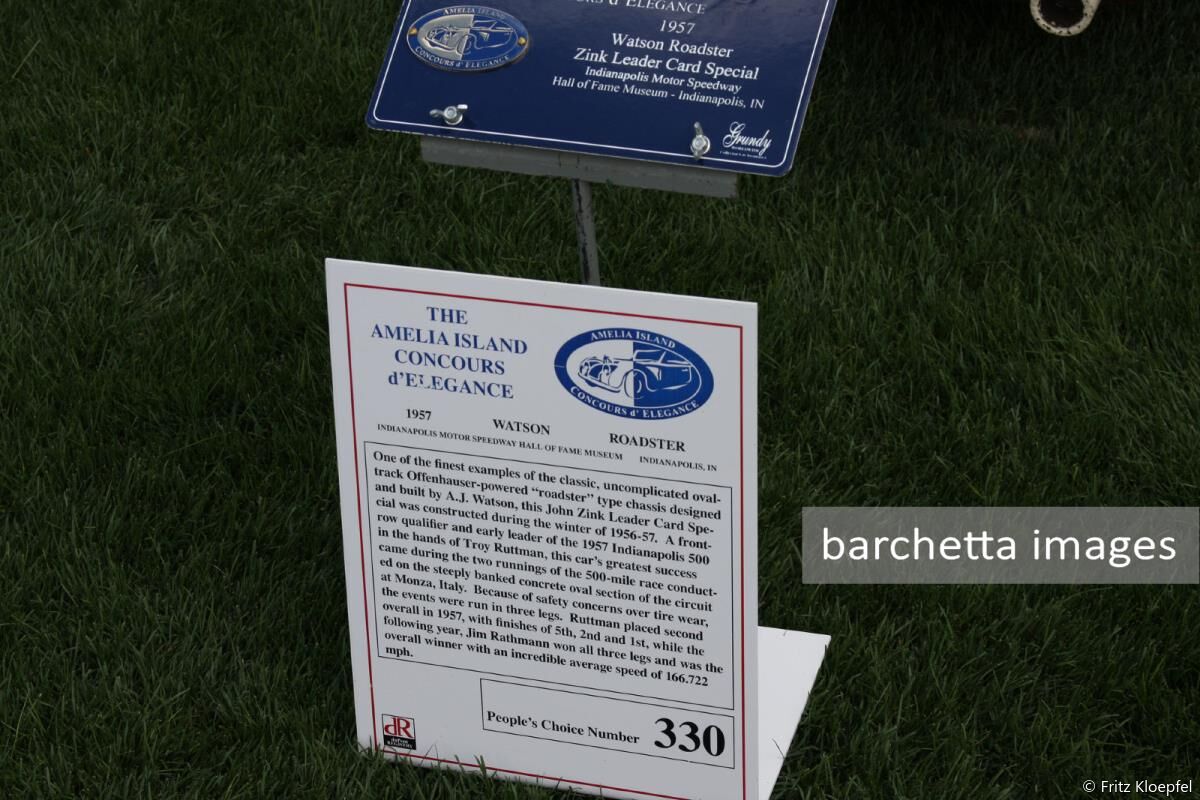 d'ELEGANCE
1957
Watson Roadster
Zink Leader Card Special
Indianapolis Motor Speedway
Hall of Fame Museum - Indianapolis, IN
AMELIA ISLAND
CONCOURS d' ELEGANCE
Grundy
THE
AMELIA ISLAND
CONCOURS
d'ELEGANCE
AMELIA ISLAND
CONCOURS d' ELEGANCE
1957 WATSON ROADSTER
INDIANAPOLIS MOTOR SPEEDWAY HALL OF FAME MUSEUM INDIANAPOLIS, IN
One of the finest examples of the classic, uncomplicated oval-
track Offenhauser-powered “roadster” type chassis designed
and built by A.J. Watson, this John Zink Leader Card Spe-
cial was constructed during the winter of 1956-57. A front-
row qualifier and early leader of the 1957 Indianapolis 500
in the hands of Troy Ruttman, this car's greatest success
came during the two runnings of the 500-mile race conduct-
ed on the steeply banked concrete oval section of the circuit
at Monza, Italy. Because of safety concerns over tire wear,
the events were run in three legs. Ruttman placed second
overall in 1957, with finishes of 5th, 2nd and 1st, while the
following year, Jim Rathmann won all three legs and was the
overall winner with an incredible average speed of 166.722
mph.
People's Choice Number 330
dR
duPont
REGISTRY
barchetta images
© Fritz Kloepfel